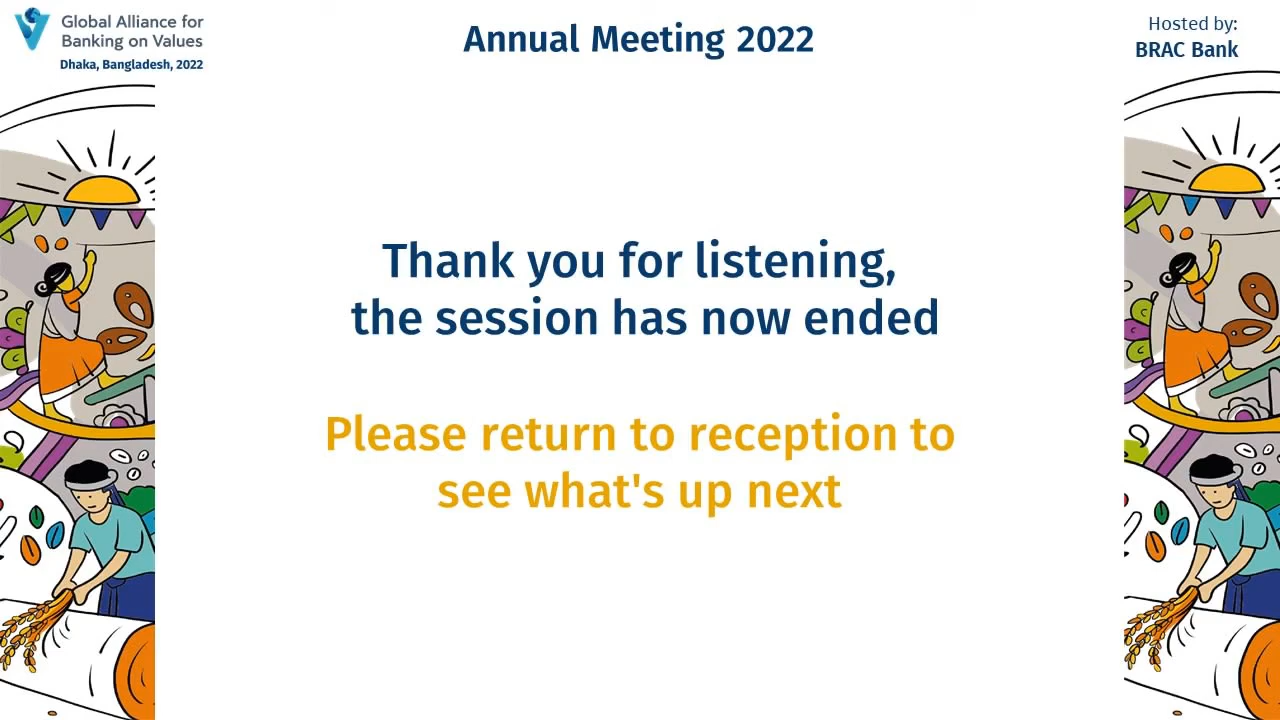 Global Alliance for
Banking on Values
Dhaka, Bangladesh, 2022
Annual Meeting 2022
Hosted by:
BRAC Bank
Thank you for listening,
the session has now ended
Please return to reception to
see what's up next